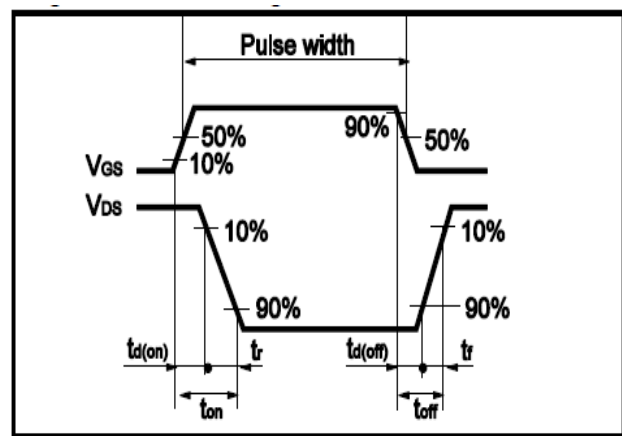 Pulse width
90%
50%
50%
10%
VGS
VDS
10%
10%
90%
90%
td(on)
tr
td(off)
tf
ton
toff